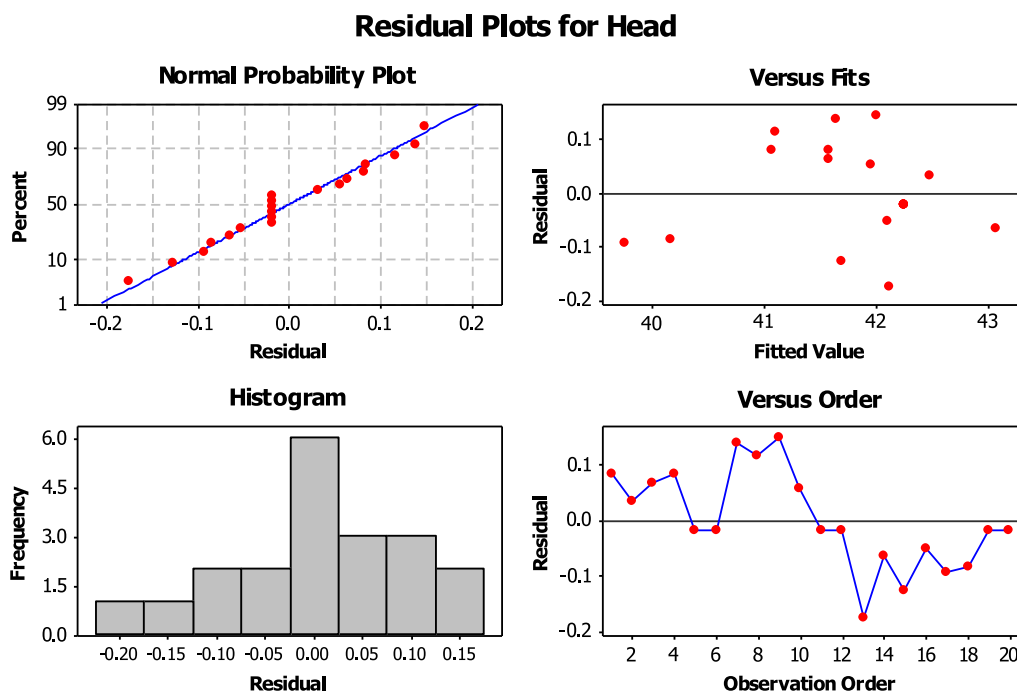 Residual Plots for Head
Normal Probability Plot
99
90
50
10
1
Percent
-0.2 -0.1 0.0 0.1 0.2
Residual
Versus Fits
0.1
0.0
-0.1
-0.2
Residual
40 41 42 43
Fitted Value
Histogram
6.0
4.5
3.0
1.5
0.0
Frequency
-0.20 -0.15 -0.10 -0.05 0.00 0.05 0.10 0.15
Residual
Versus Order
0.1
0.0
-0.1
-0.2
Residual
2 4 6 8 10 12 14 16 18 20
Observation Order